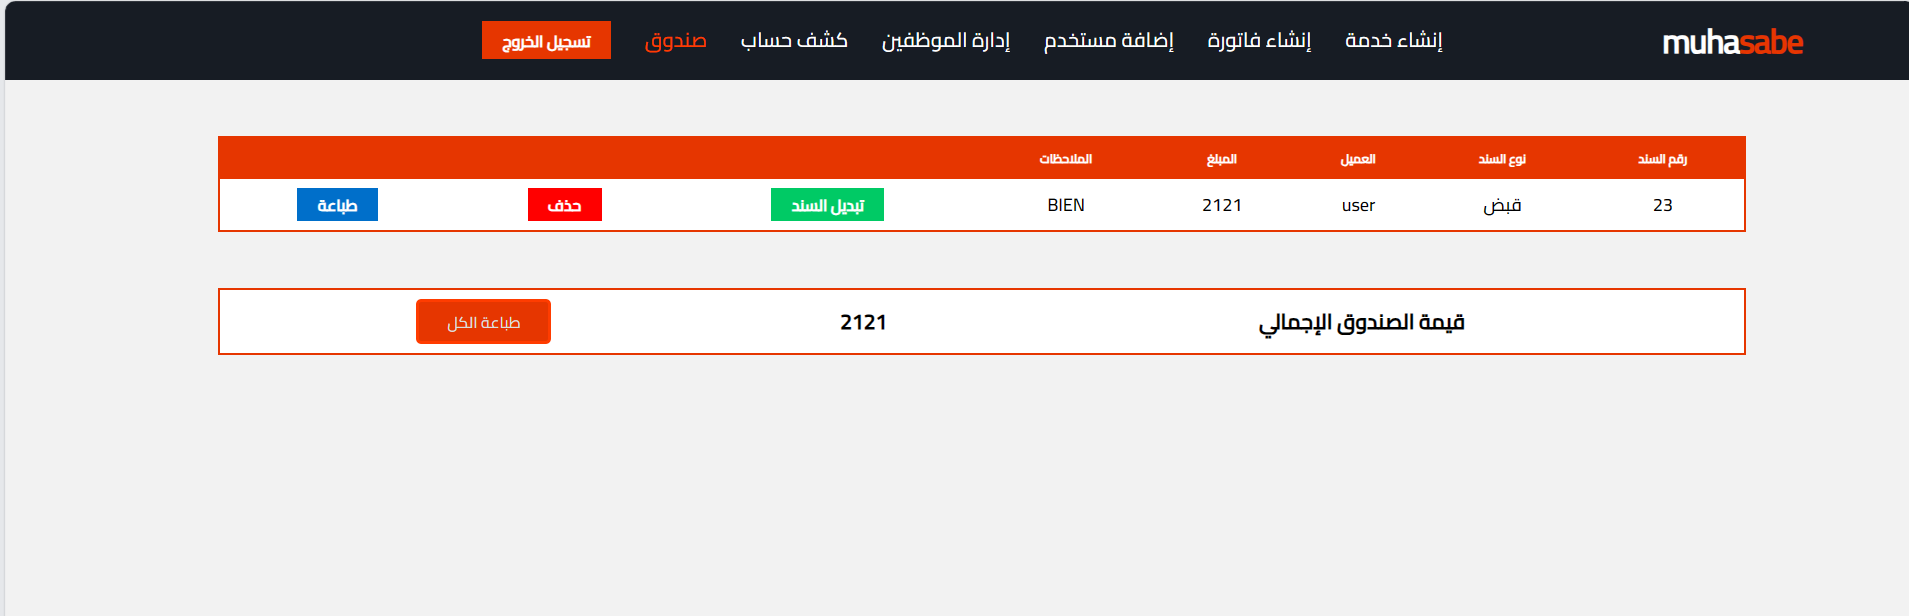 muhasabe إنشاء خدمة إنشاء فاتورة إضافة مستخدم إدارة الموظفين كشف حساب صندوق تسجيل الخروج
رقم السند نوع السند العميل المبلغ الملاحظات
23 قبض user 2121 BIEN تبديل السند حذف طباعة
قيمة الصندوق الإجمالي 2121 طباعة الكل